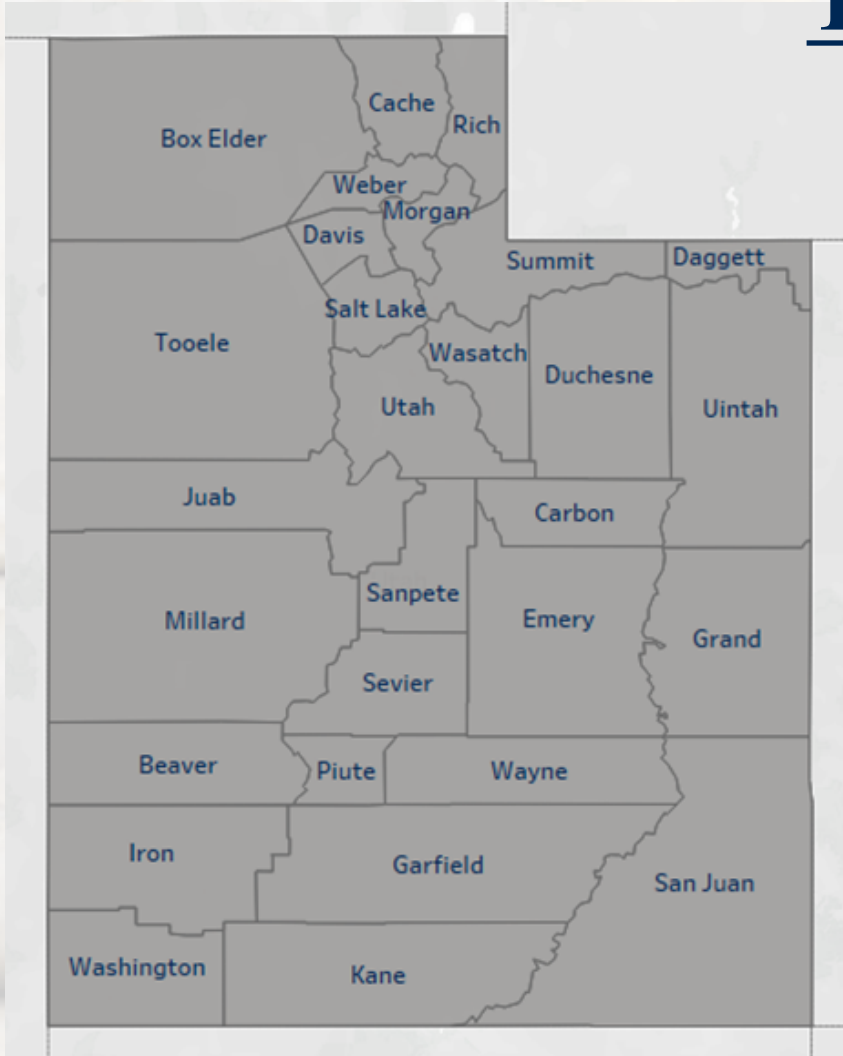 Cache
Rich
Box Elder
Weber
Morgan
Davis
Summit
Daggett
Salt Lake
Tooele
Wasatch
Duchesne
Utah
Uintah
Juab
Carbon
Sanpete
Millard
Emery
Grand
Sevier
Beaver
Piute
Wayne
Iron
Garfield
San Juan
Washington
Kane